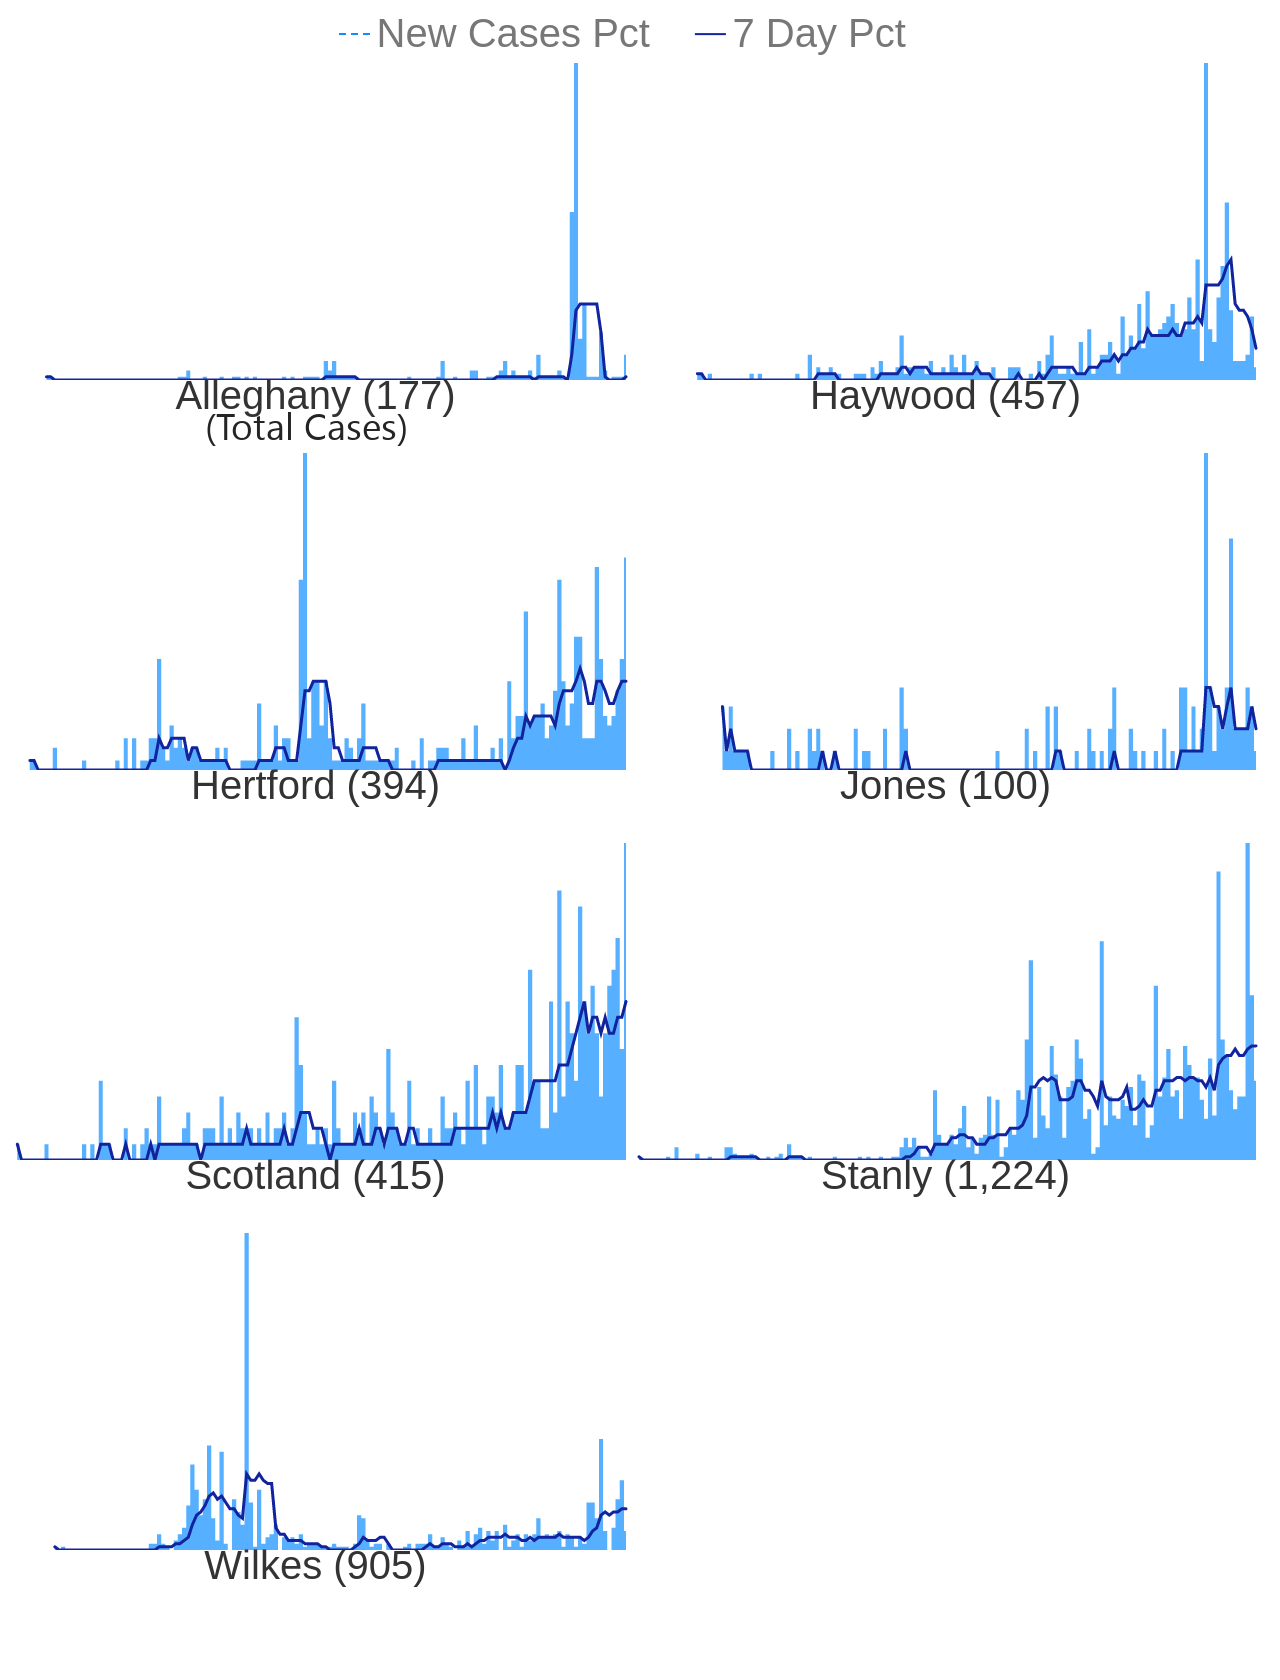 New Cases Pct 7 Day Pct
Alleghany (177) Haywood (457)
(Total Cases)
Hertford (394) Jones (100)
Scotland (415) Stanly (1,224)
Wilkes (905)